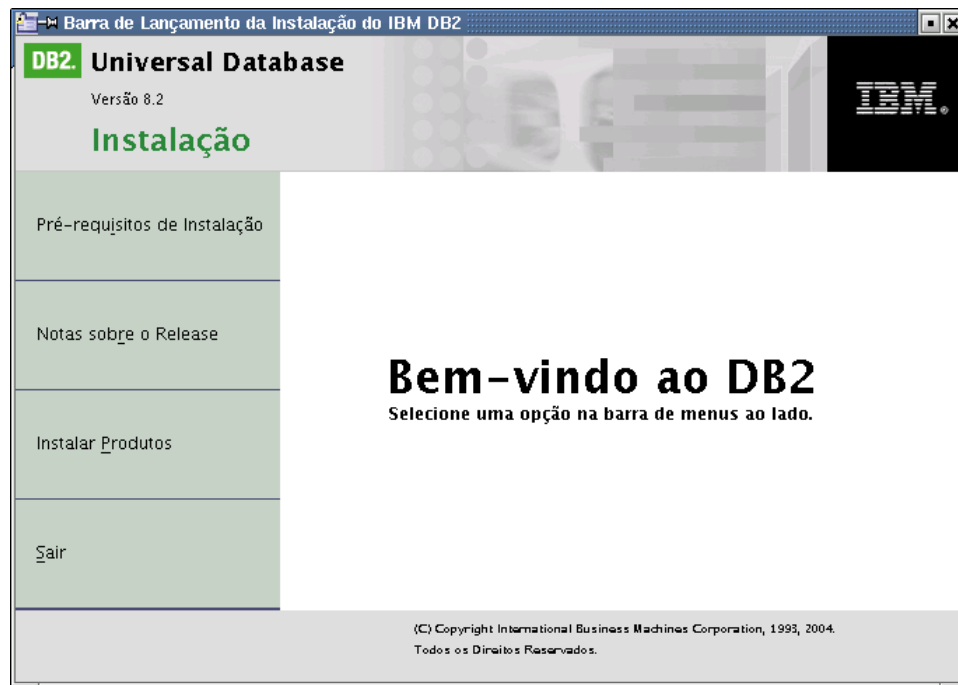 Barra de Lançamento da Instalação do IBM DB2
DB2. Universal Database
Versão 8.2
Instalação
IBM®
Pré-requisitos de Instalação
Notas sobre o Release
Instalar Produtos
Sair
Bem-vindo ao DB2
Selecione uma opção na barra de menus ao lado.
(C) Copyright International Business Machines Corporation, 1993, 2004.
Todos os Direitos Reservados.